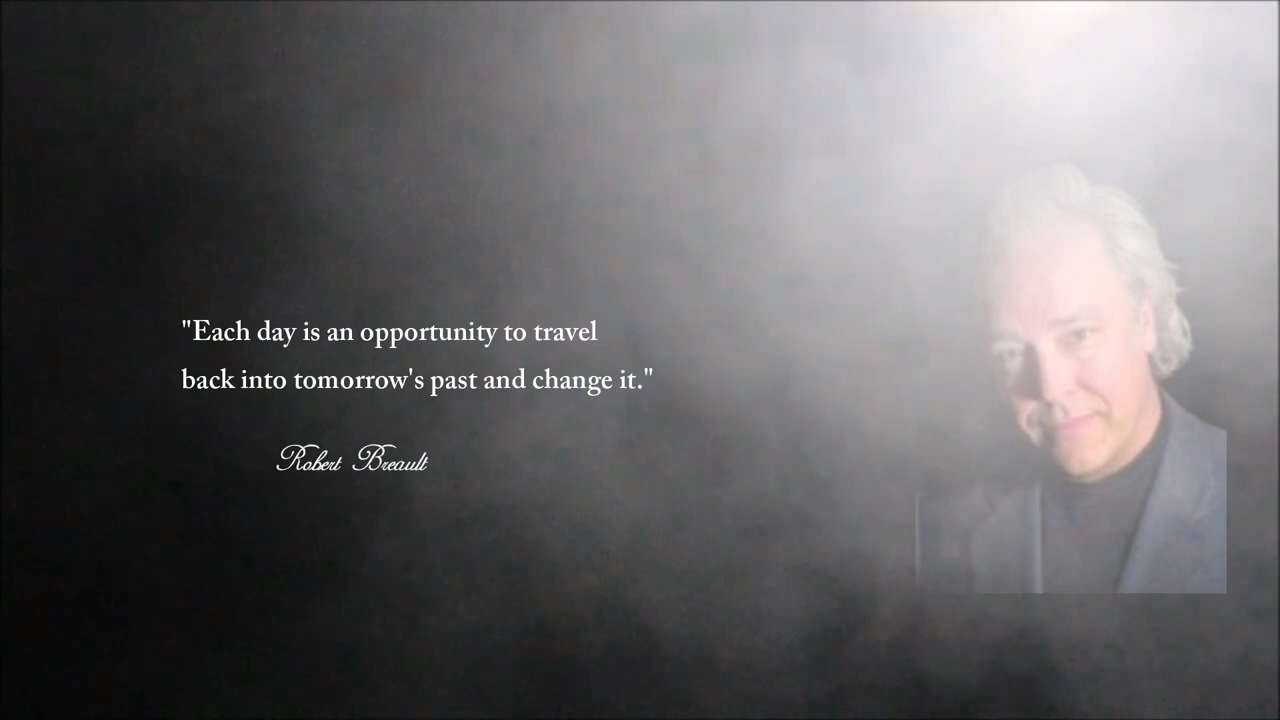 "Each day is an opportunity to travel
back into tomorrow's past and change it."
Robert Breault